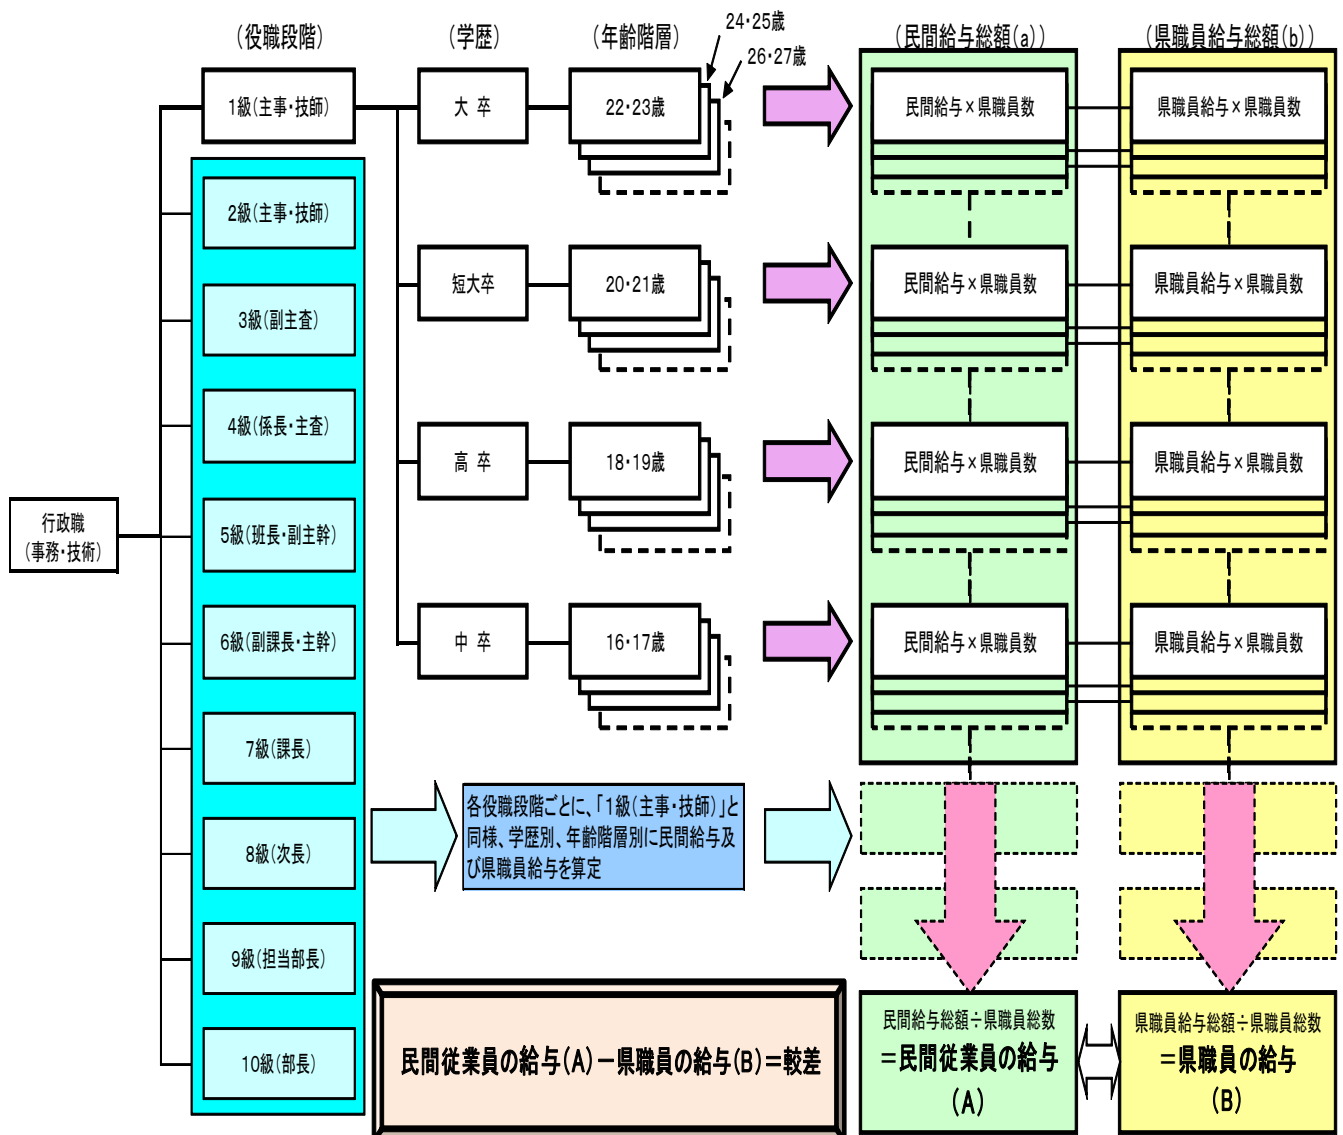 (役職段階)
(学歴)
(年齢階層)
24・25歳
26・27歳
(民間給与総額(a))
(県職員給与総額(b))
1級(主事・技師)
大 卒
22・23歳
民間給与×県職員数
県職員給与×県職員数
2級(主事・技師)
短大卒
20・21歳
民間給与×県職員数
県職員給与×県職員数
3級(副主査)
4級(係長・主査)
高 卒
18・19歳
民間給与×県職員数
県職員給与×県職員数
行政職
(事務・技術)
5級(班長・副主幹)
6級(副課長・主幹)
中 卒
16・17歳
民間給与×県職員数
県職員給与×県職員数
7級(課長)
各役職段階ごとに、「1級(主事・技師)」と
同様、学歴別、年齢階層別に民間給与及
び県職員給与を算定
8級(次長)
9級(担当部長)
10級(部長)
民間従業員の給与(A)-県職員の給与(B)=較差
民間給与総額÷県職員総数
=民間従業員の給与
(A)
県職員給与総額÷県職員総数
=県職員の給与
(B)